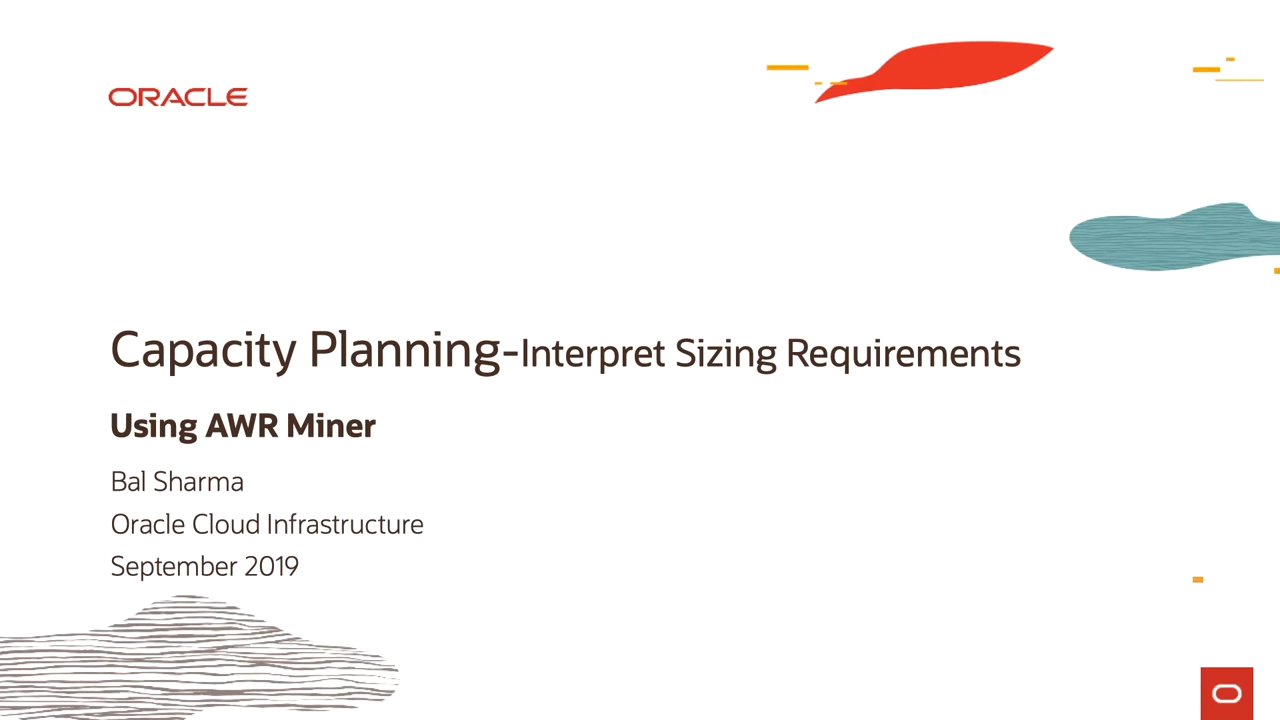 ORACLE
Capacity Planning-Interpret Sizing Requirements
Using AWR Miner
Bal Sharma
Oracle Cloud Infrastructure
September 2019